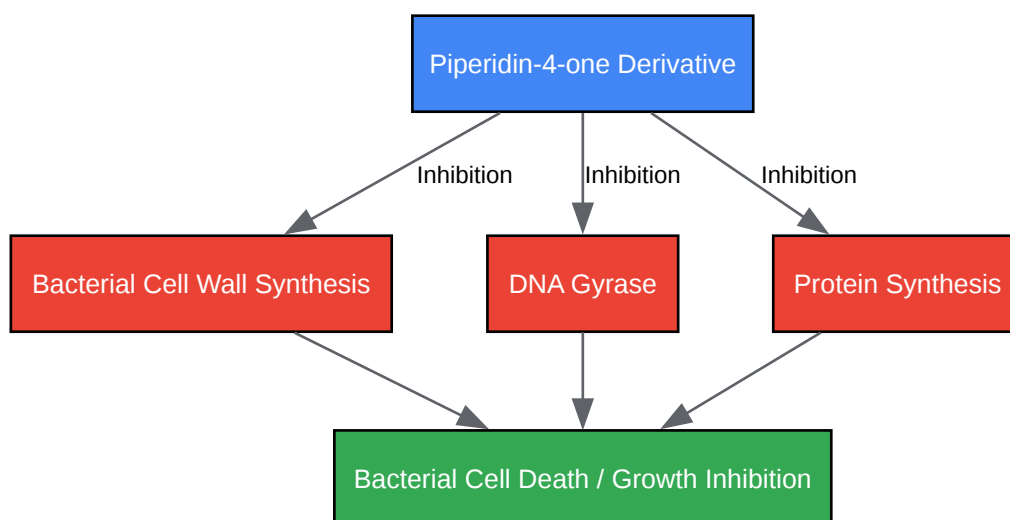 Piperidin-4-one Derivative
Inhibition
Inhibition
Inhibition
Bacterial Cell Wall Synthesis
DNA Gyrase
Protein Synthesis
Bacterial Cell Death / Growth Inhibition